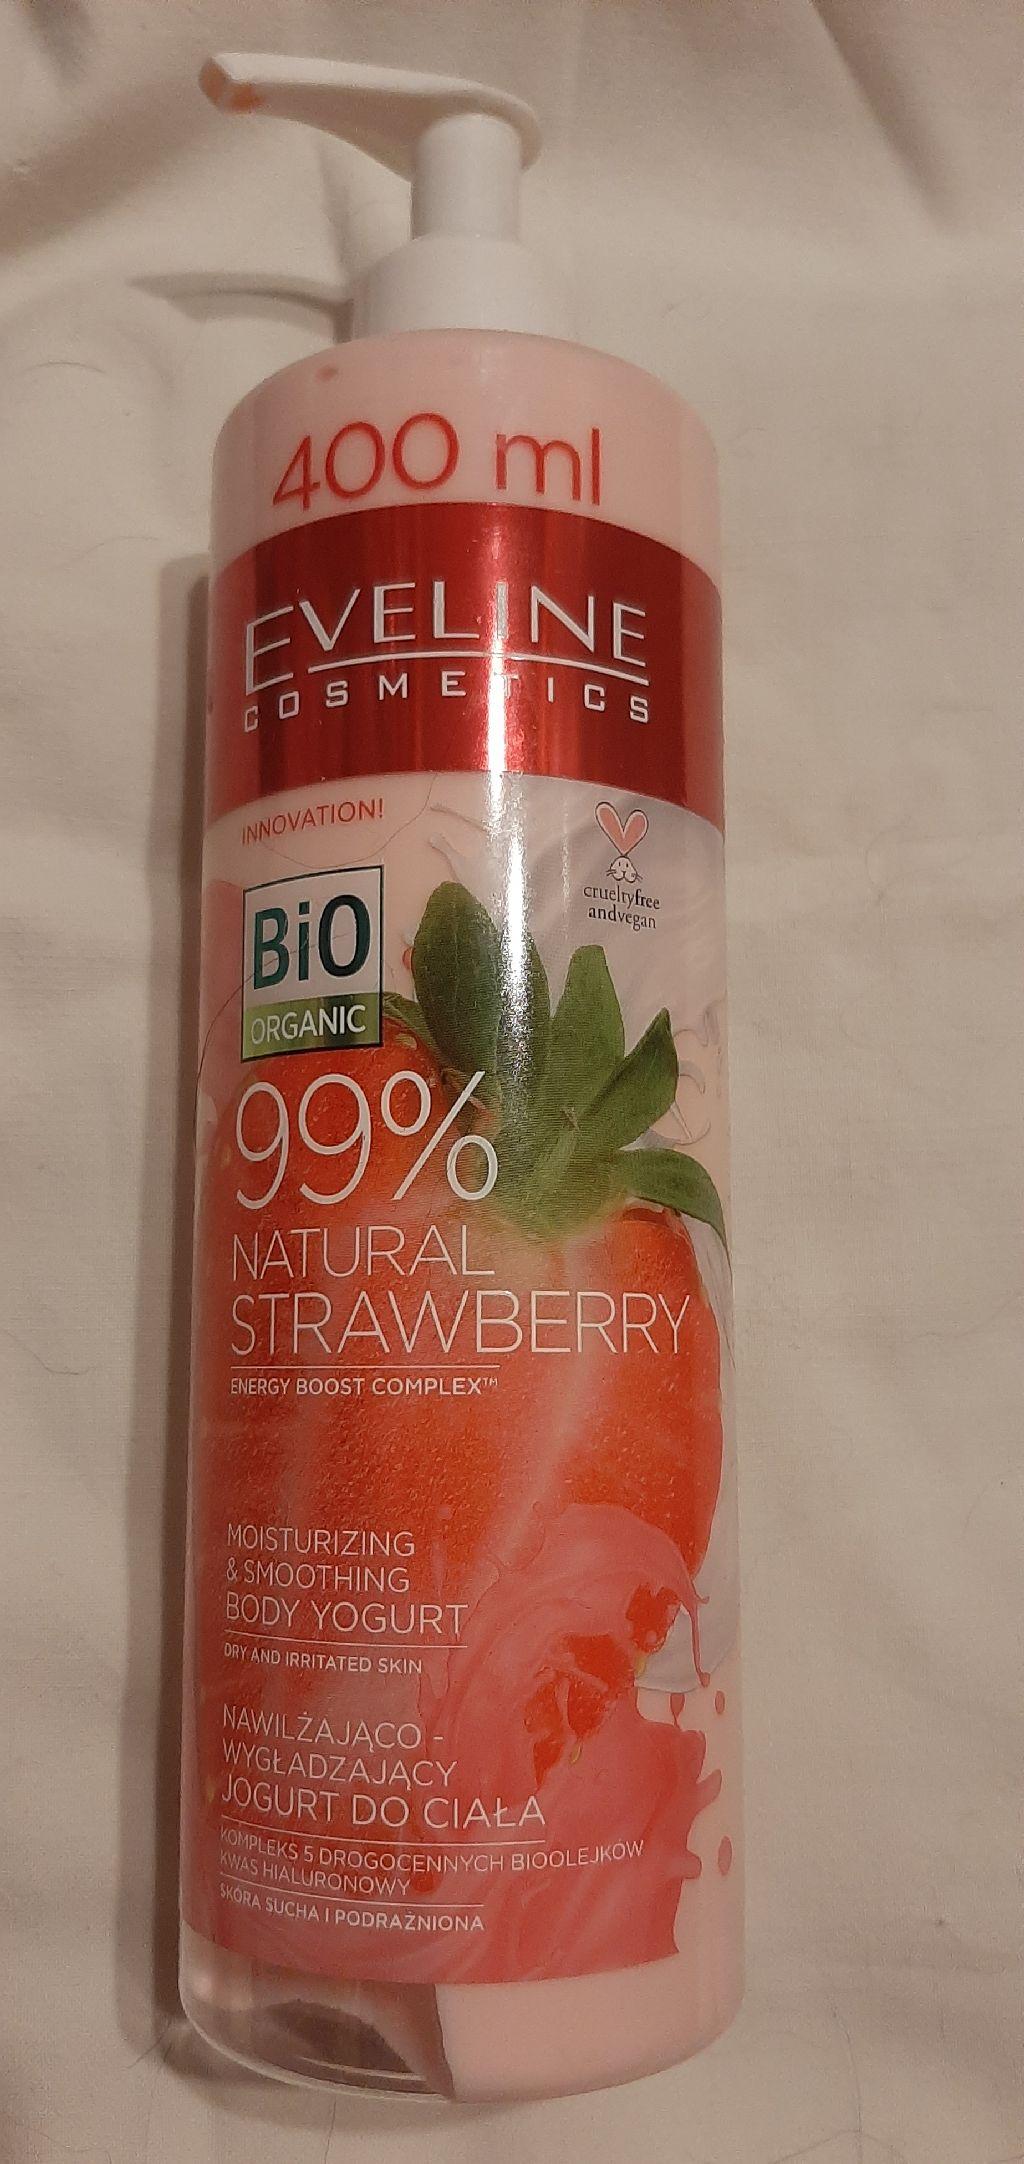 400 ml
EVELINE
COSMETICS
INNOVATION!
crueltyfree
andvegan
BiO
ORGANIC
99%
NATURAL
STRAWBERRY
ENERGY BOOST COMPLEX™
MOISTURIZING
& SMOOTHING
BODY YOGURT
DRY AND IRRITATED SKIN
NAWILŻAJĄCO -
WYGŁADZAJĄCY
JOGURT DO CIAŁA
KOMPLEKS 5 DROGOCENNYCH BIOOLEJKÓW
KWAS HIALURONOWY
SKÓRA SUCHA I PODRAŻNIONA